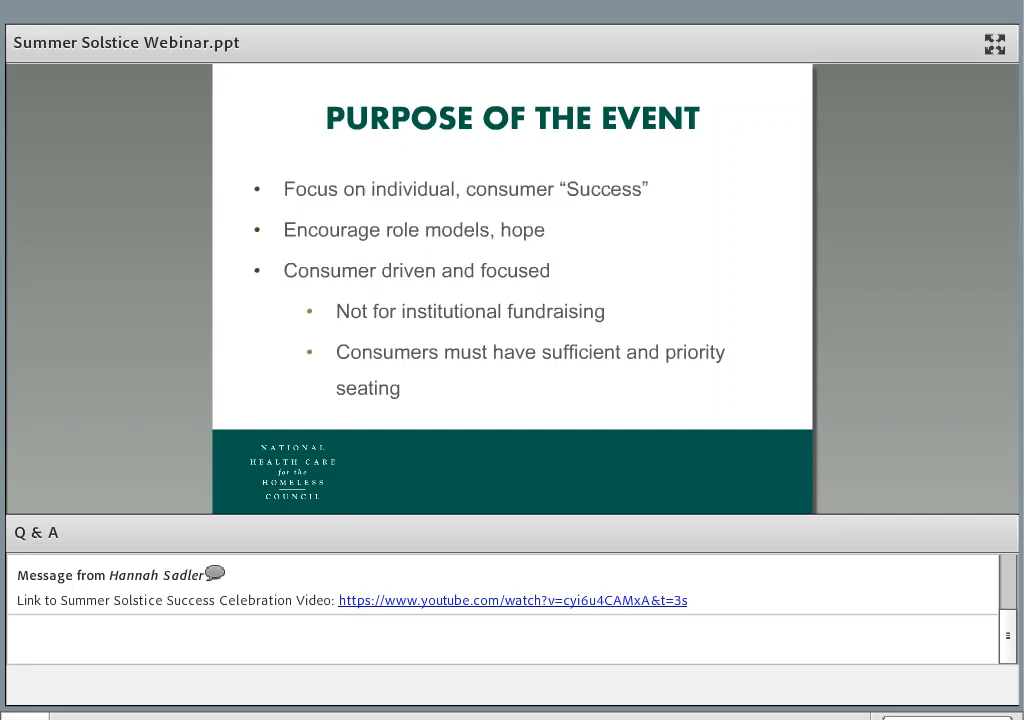 Summer Solstice Webinar.ppt
PURPOSE OF THE EVENT
• Focus on individual, consumer “Success”
• Encourage role models, hope
• Consumer driven and focused
• Not for institutional fundraising
• Consumers must have sufficient and priority
seating
NATIONAL
HEALTH CARE
for the
HOMELESS
COUNCIL
Q & A
Message from Hannah Sadler
Link to Summer Solstice Success Celebration Video: https://www.youtube.com/watch?v=cyi6u4CAMxA&t=3s